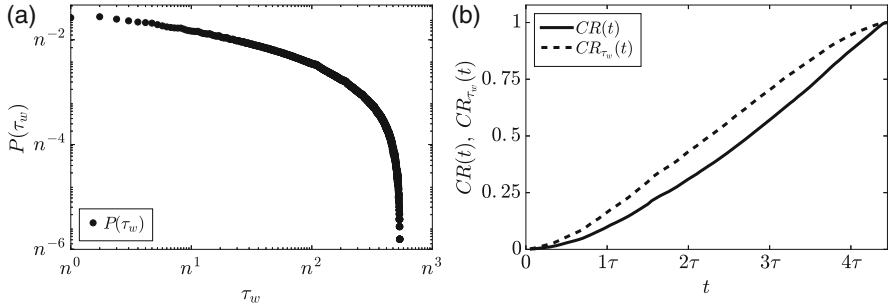 (a)
n^{-2}
n^{-4}
n^{-6}
P(τ_w)
P(τ_w)
n^0
n^1
n^2
n^3
τ_w
(b)
1
0.75
0.5
0.25
0
CR(t), CR_{τ_w}(t)
CR(t)
CR_{τ_w}(t)
0
1τ
2τ
3τ
4τ
t